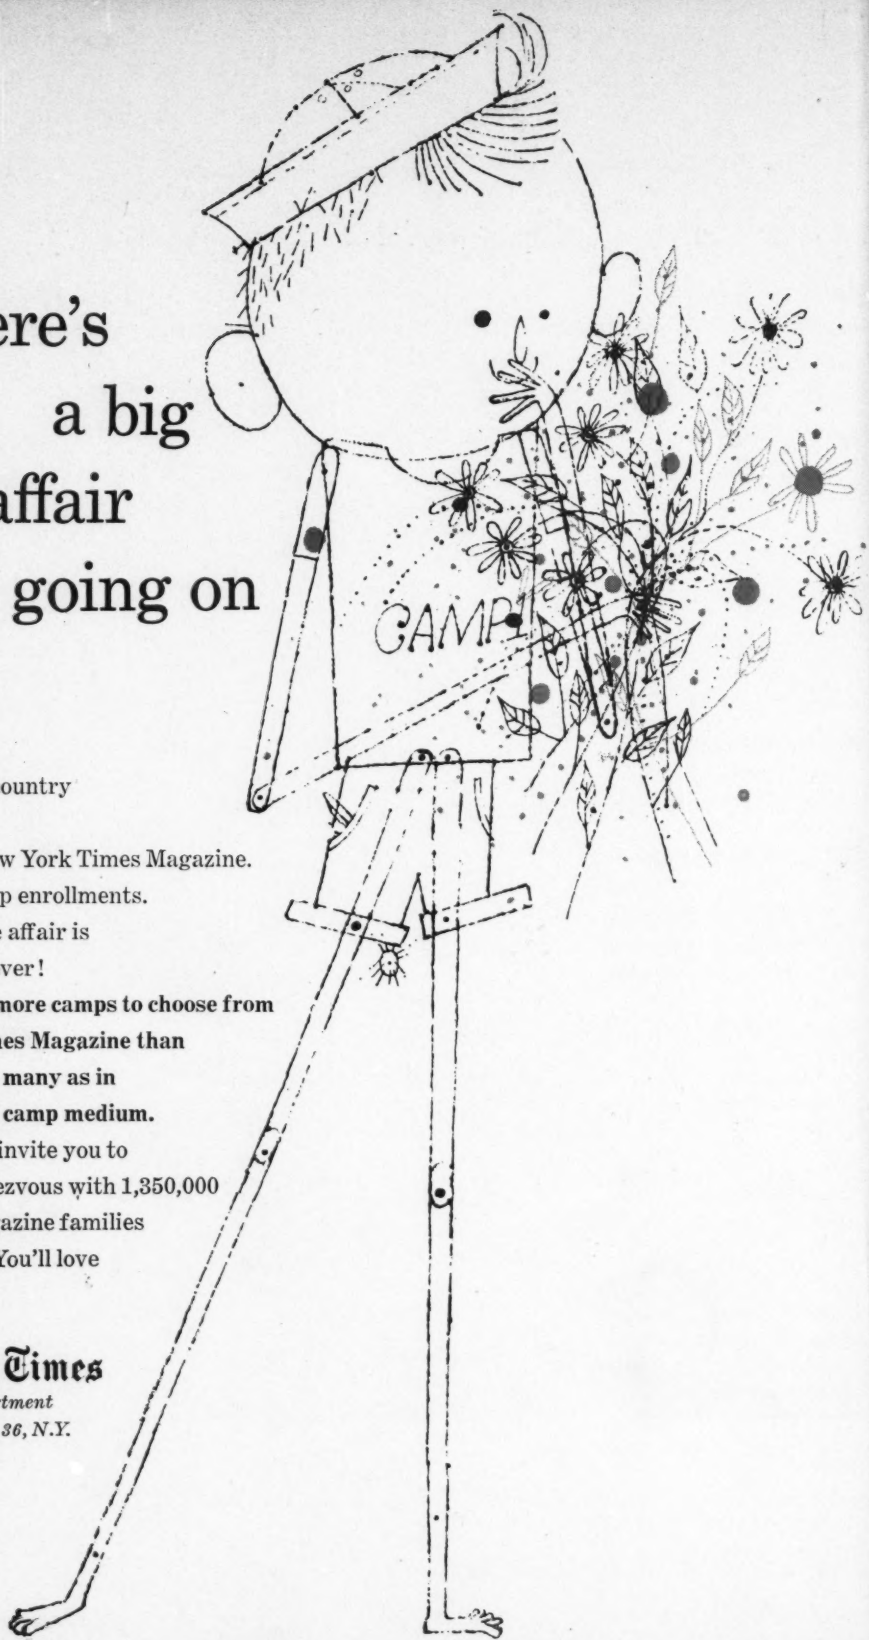 ere's
a big
affair
going on
ountry
w York Times Magazine.
p enrollments.
e affair is
ver!
more camps to choose from
nes Magazine than
many as in
camp medium.
invite you to
ezvous with 1,350,000
azine families
You'll love
Times
rtment
36, N.Y.
CAMP